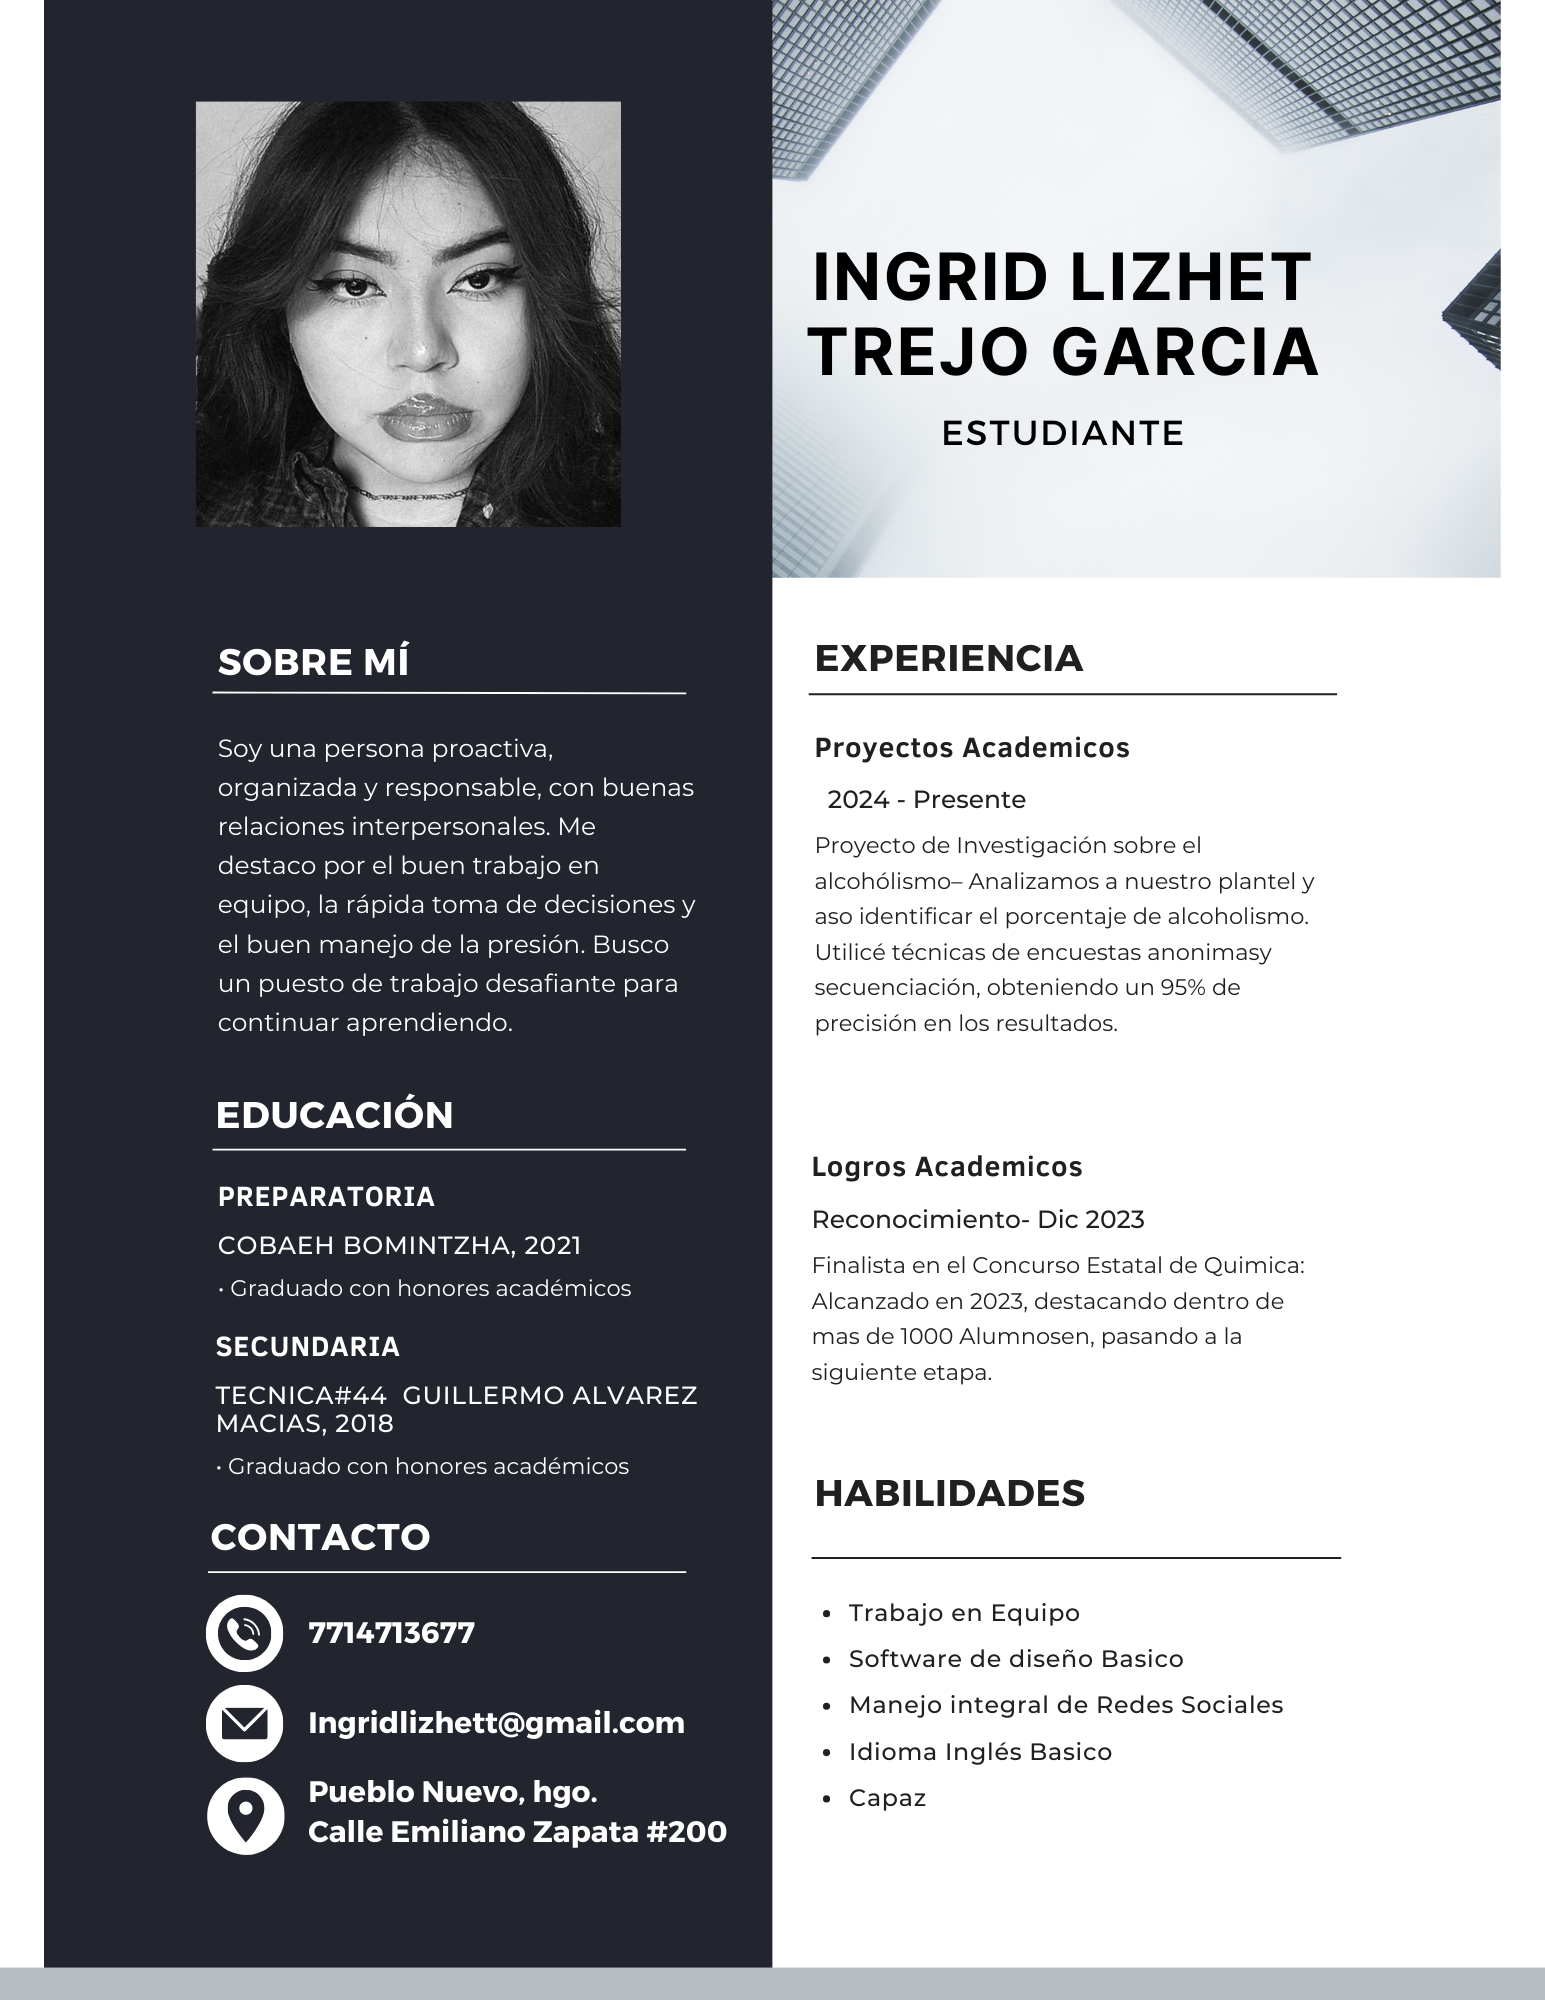 INGRID LIZHET
TREJO GARCIA
ESTUDIANTE
SOBRE MÍ
Soy una persona proactiva,
organizada y responsable, con buenas
relaciones interpersonales. Me
destaco por el buen trabajo en
equipo, la rápida toma de decisiones y
el buen manejo de la presión. Busco
un puesto de trabajo desafiante para
continuar aprendiendo.
EDUCACIÓN
PREPARATORIA
COBAEH BOMINTZHA, 2021
• Graduado con honores académicos
SECUNDARIA
TECNICA#44  GUILLERMO ALVAREZ
MACIAS, 2018
• Graduado con honores académicos
CONTACTO
7714713677
Ingridlizhett@gmail.com
Pueblo Nuevo, hgo.
Calle Emiliano Zapata #200
EXPERIENCIA
Proyectos Academicos
2024 - Presente
Proyecto de Investigación sobre el
alcohólismo– Analizamos a nuestro plantel y
aso identificar el porcentaje de alcoholismo.
Utilicé técnicas de encuestas anonimasy
secuenciación, obteniendo un 95% de
precisión en los resultados.
Logros Academicos
Reconocimiento- Dic 2023
Finalista en el Concurso Estatal de Quimica:
Alcanzado en 2023, destacando dentro de
mas de 1000 Alumnosen, pasando a la
siguiente etapa.
HABILIDADES
• Trabajo en Equipo
• Software de diseño Basico
• Manejo integral de Redes Sociales
• Idioma Inglés Basico
• Capaz